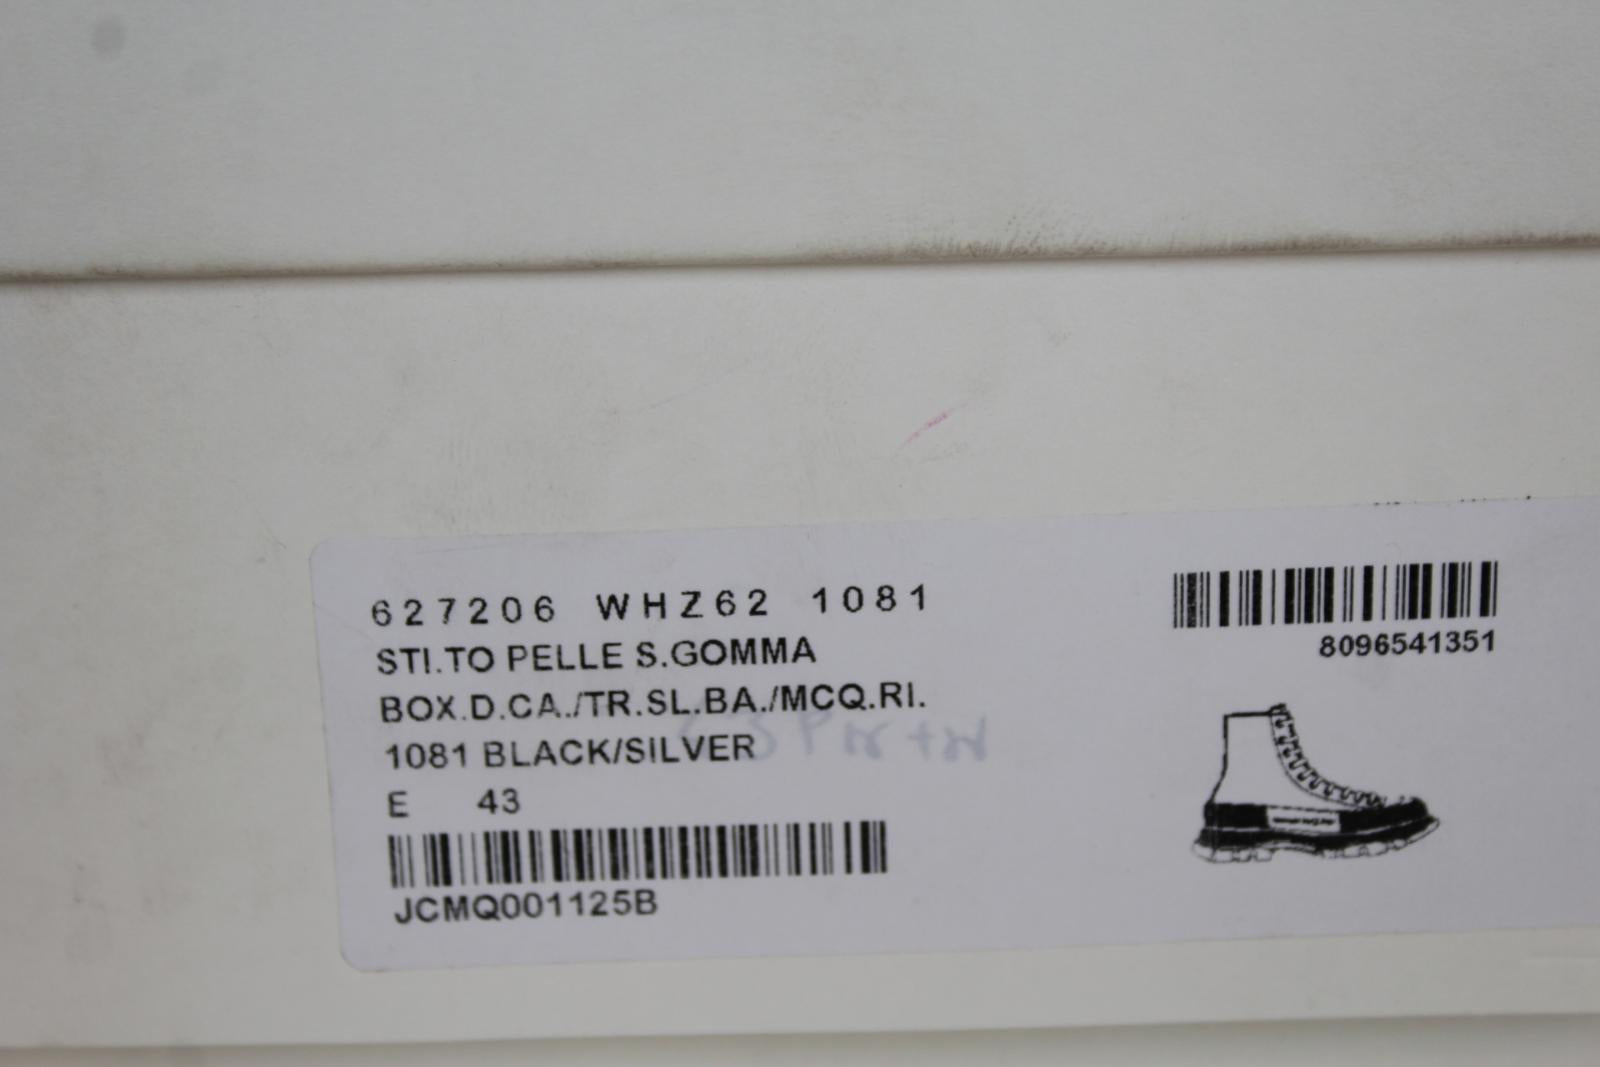 627206 WHZ62 1081
STI.TO PELLE S.GOMMA
BOX.D.CA./TR.SL.BA./MCQ.RI.
1081 BLACK/SILVER
E 43
JCMQ001125B
8096541351